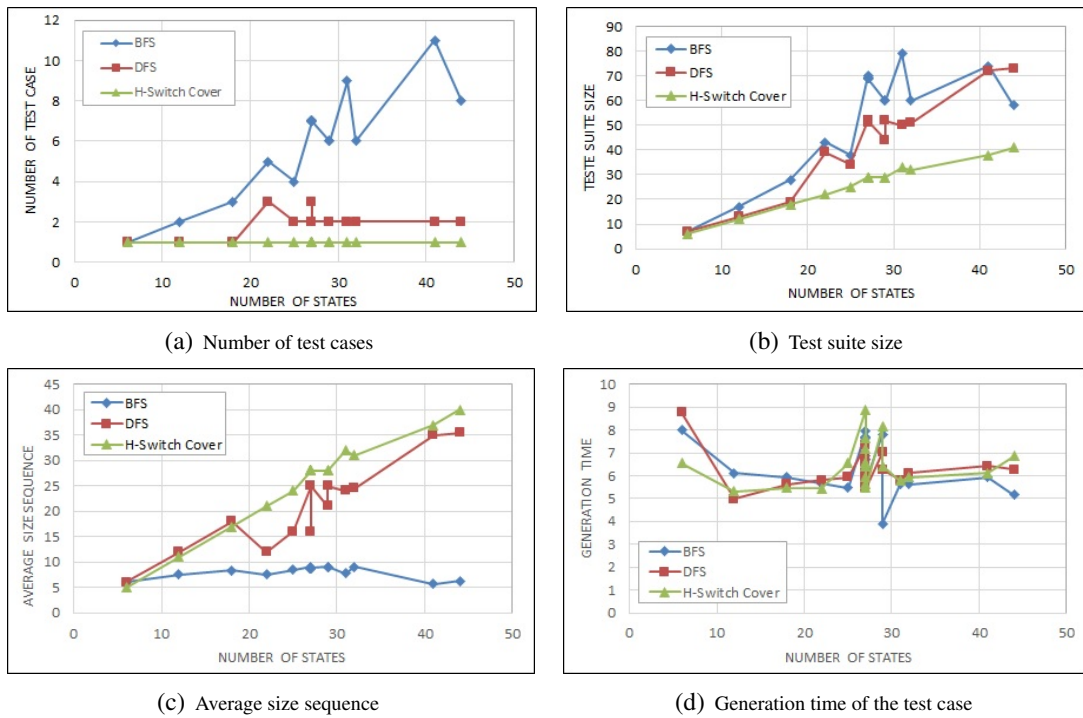 12
10
8
6
4
2
0
NUMBER OF TEST CASE
BFS
DFS
H-Switch Cover
0 10 20 30 40 50
NUMBER OF STATES
(a) Number of test cases
90
80
70
60
50
40
30
20
10
0
TESTE SUITE SIZE
BFS
DFS
H-Switch Cover
0 10 20 30 40 50
NUMBER OF STATES
(b) Test suite size
45
40
35
30
25
20
15
10
5
0
AVERAGE SIZE SEQUENCE
BFS
DFS
H-Switch Cover
0 10 20 30 40 50
NUMBER OF STATES
(c) Average size sequence
10
9
8
7
6
5
4
3
2
1
0
GENERATION TIME
BFS
DFS
H-Switch Cover
0 10 20 30 40 50
NUMBER OF STATES
(d) Generation time of the test case